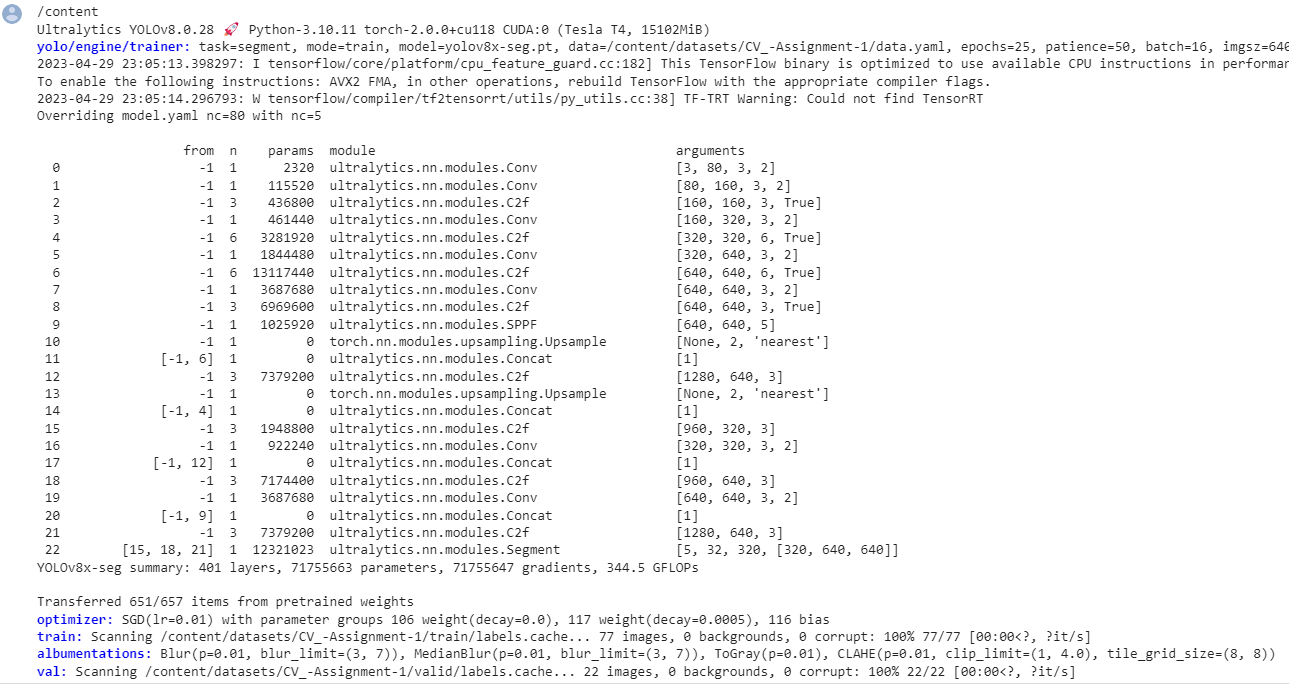 /content
Ultralytics YOLOv8.0.28 🚀 Python-3.10.11 torch-2.0.0+cu118 CUDA:0 (Tesla T4, 15102MiB)
yolo/engine/trainer: task=segment, mode=train, model=yolov8x-seg.pt, data=/content/datasets/CV_-Assignment-1/data.yaml, epochs=25, patience=50, batch=16, imgsz=640
2023-04-29 23:05:13.398297: I tensorflow/core/platform/cpu_feature_guard.cc:182] This TensorFlow binary is optimized to use available CPU instructions in
To enable the following instructions: AVX2 FMA, in other operations, rebuild TensorFlow with the appropriate compiler flags.
2023-04-29 23:05:14.296793: W tensorflow/compiler/tf2tensorrt/utils/py_utils.cc:38] TF-TRT Warning: Could not find TensorRT
Overriding model.yaml nc=80 with nc=5
from n params module arguments
0 -1 1 2320 ultralytics.nn.modules.Conv [3, 80, 3, 2]
1 -1 1 115520 ultralytics.nn.modules.Conv [80, 160, 3, 2]
2 -1 3 436800 ultralytics.nn.modules.C2f [160, 160, 3, True]
3 -1 1 461440 ultralytics.nn.modules.Conv [160, 320, 3, 2]
4 -1 6 3281920 ultralytics.nn.modules.C2f [320, 320, 6, True]
5 -1 1 1844480 ultralytics.nn.modules.Conv [320, 640, 3, 2]
6 -1 6 13117440 ultralytics.nn.modules.C2f [640, 640, 6, True]
7 -1 1 3687680 ultralytics.nn.modules.Conv [640, 640, 3, 2]
8 -1 3 6969600 ultralytics.nn.modules.C2f [640, 640, 3, True]
9 -1 1 1025920 ultralytics.nn.modules.SPPF [640, 640, 5]
10 -1 1 0 torch.nn.modules.upsampling.Upsample [None, 2, 'nearest']
11 [-1, 6] 1 0 ultralytics.nn.modules.Concat [1]
12 -1 3 7379200 ultralytics.nn.modules.C2f [1280, 640, 3]
13 -1 1 0 torch.nn.modules.upsampling.Upsample [None, 2, 'nearest']
14 [-1, 4] 1 0 ultralytics.nn.modules.Concat [1]
15 -1 3 1948800 ultralytics.nn.modules.C2f [960, 320, 3]
16 -1 1 922240 ultralytics.nn.modules.Conv [320, 320, 3, 2]
17 [-1, 12] 1 0 ultralytics.nn.modules.Concat [1]
18 -1 3 7174400 ultralytics.nn.modules.C2f [960, 640, 3]
19 -1 1 3687680 ultralytics.nn.modules.Conv [640, 640, 3, 2]
20 [-1, 9] 1 0 ultralytics.nn.modules.Concat [1]
21 -1 3 7379200 ultralytics.nn.modules.C2f [1280, 640, 3]
22 [15, 18, 21] 1 12321023 ultralytics.nn.modules.Segment [5, 32, 320, [320, 640, 640]]
YOLOv8x-seg summary: 401 layers, 71755663 parameters, 71755647 gradients, 344.5 GFLOPs
Transferred 651/657 items from pretrained weights
optimizer: SGD(lr=0.01) with parameter groups 106 weight(decay=0.0), 117 weight(decay=0.0005), 116 bias
train: Scanning /content/datasets/CV_-Assignment-1/train/labels.cache... 77 images, 0 backgrounds, 0 corrupt: 100% 77/77 [00:00<?, ?it/s]
albumentations: Blur(p=0.01, blur_limit=(3, 7)), MedianBlur(p=0.01, blur_limit=(3, 7)), ToGray(p=0.01), CLAHE(p=0.01, clip_limit=(1, 4.0), tile_grid_size=(8, 8))
val: Scanning /content/datasets/CV_-Assignment-1/valid/labels.cache... 22 images, 0 backgrounds, 0 corrupt: 100% 22/22 [00:00<?, ?it/s]